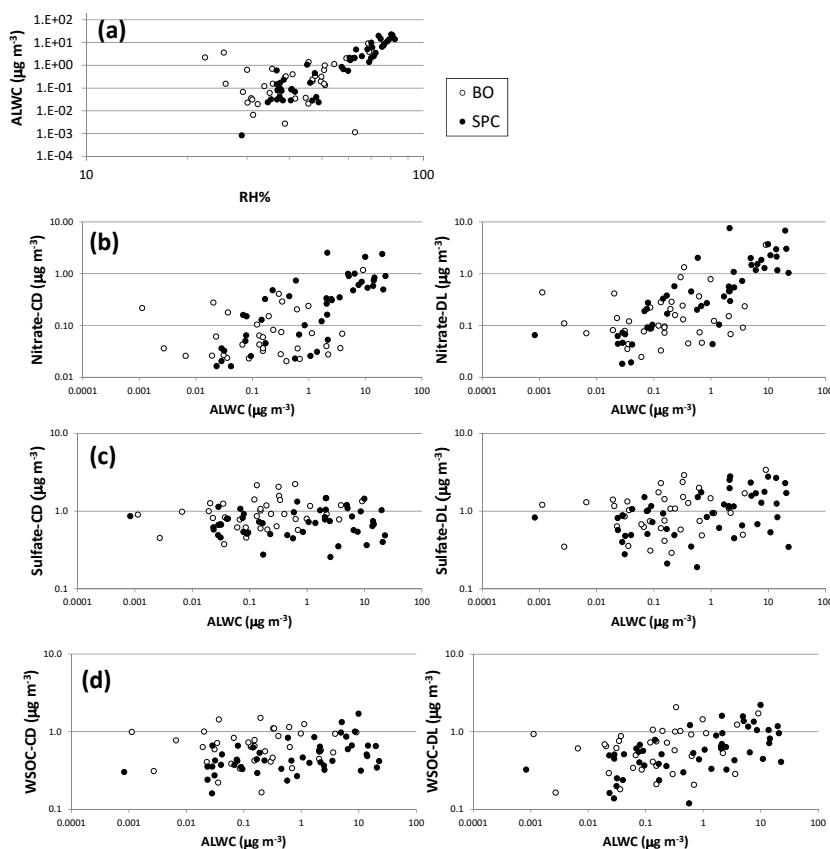 (a)
ALWC (µg m-3)
1.E+02
1.E+01
1.E+00
1.E-01
1.E-02
1.E-03
1.E-04
10
100
RH%
BO
SPC
(b)
Nitrate-CD (µg m-3)
10.00
1.00
0.10
0.01
0.0001 0.001 0.01 0.1 1 10 100
ALWC (µg m-3)
Nitrate-DL (µg m-3)
10.0
1.0
0.1
0.0
0.0001 0.001 0.01 0.1 1 10 100
ALWC (µg m-3)
(c)
Sulfate-CD (µg m-3)
10.0
1.0
0.1
0.0001 0.001 0.01 0.1 1 10 100
ALWC (µg m-3)
Sulfate-DL (µg m-3)
10.0
1.0
0.1
0.0001 0.001 0.01 0.1 1 10 100
ALWC (µg m-3)
(d)
WSOC-CD (µg m-3)
10.0
1.0
0.1
0.0001 0.001 0.01 0.1 1 10 100
ALWC (µg m-3)
WSOC-DL (µg m-3)
10.0
1.0
0.1
0.0001 0.001 0.01 0.1 1 10 100
ALWC (µg m-3)